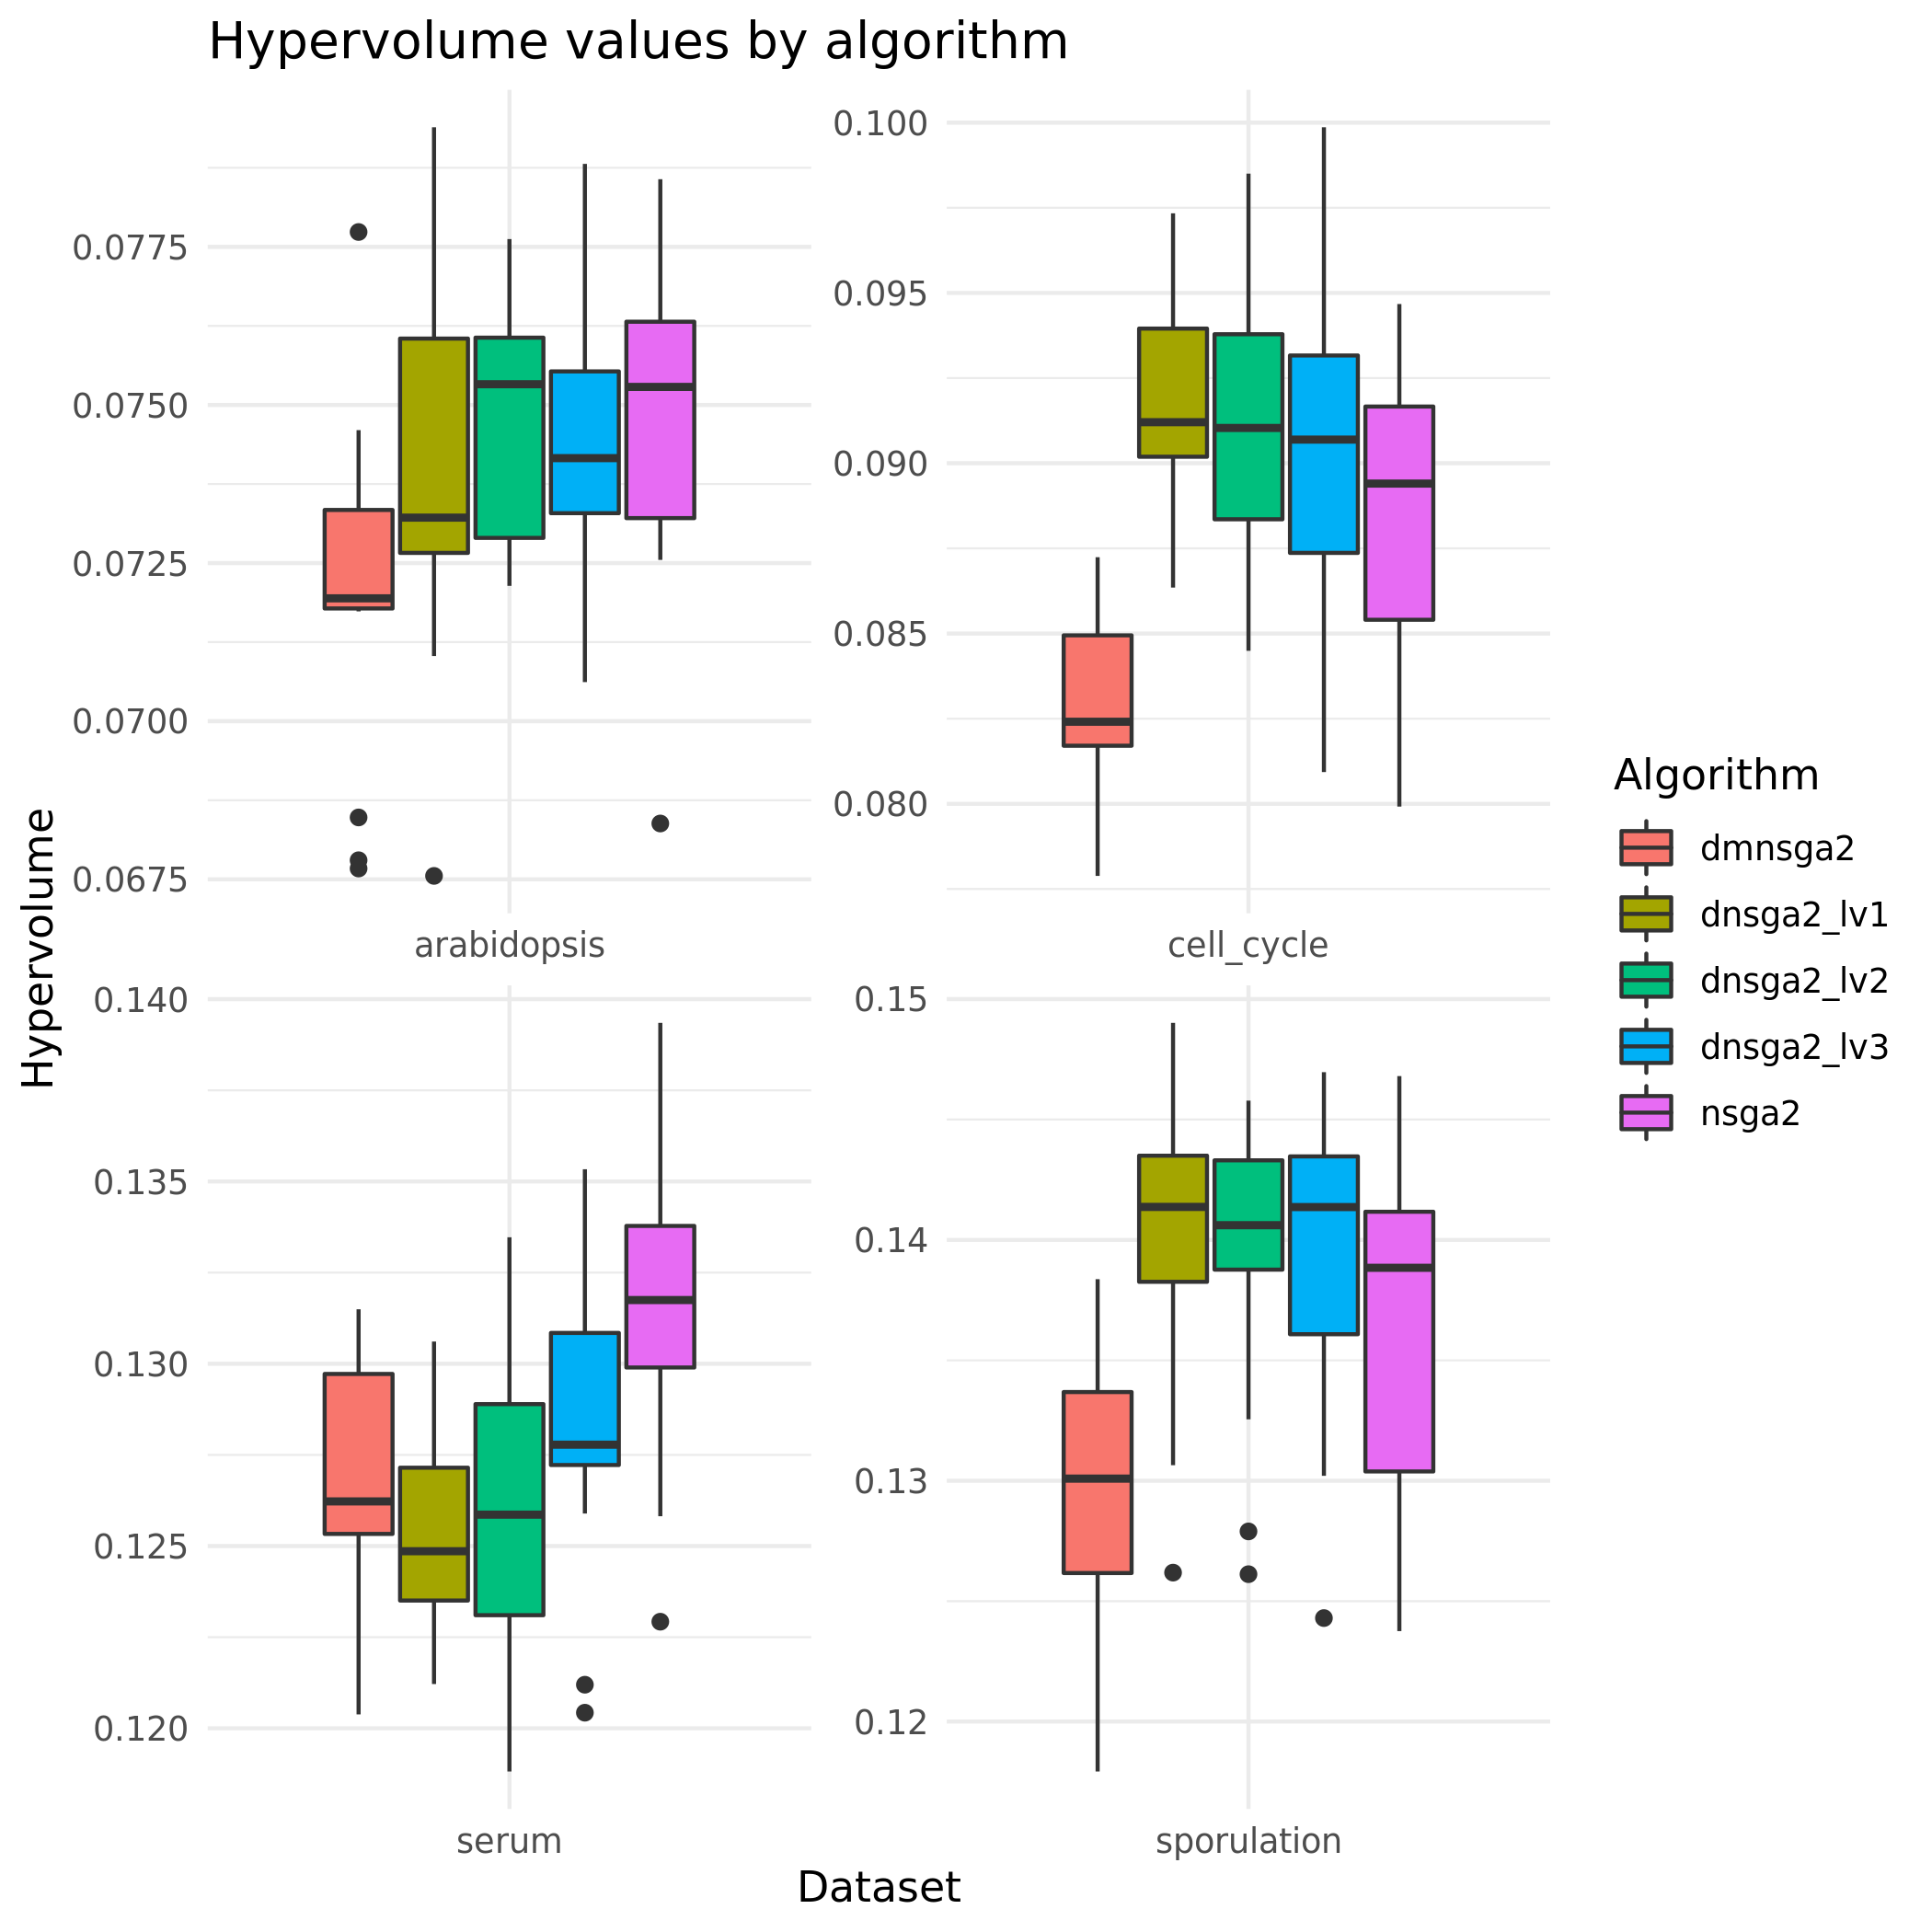 Hypervolume values by algorithm
Hypervolume
0.0775
0.0750
0.0725
0.0700
0.0675
arabidopsis
0.100
0.095
0.090
0.085
0.080
cell_cycle
0.140
0.135
0.130
0.125
0.120
serum
0.15
0.14
0.13
0.12
sporulation
Dataset
Algorithm
dmnsga2
dnsga2_lv1
dnsga2_lv2
dnsga2_lv3
nsga2